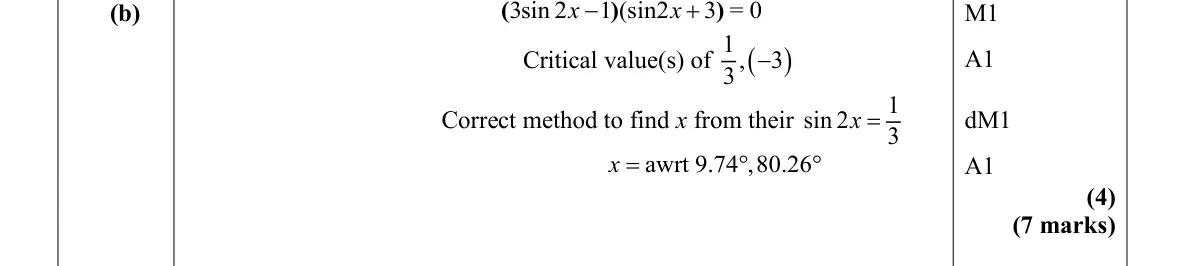 (b) (3sin 2x − 1)(sin2x + 3) = 0 M1
Critical value(s) of 1/3, (−3) A1
Correct method to find x from their sin 2x = 1/3 dM1
x = awrt 9.74°, 80.26° A1
(4)
(7 marks)